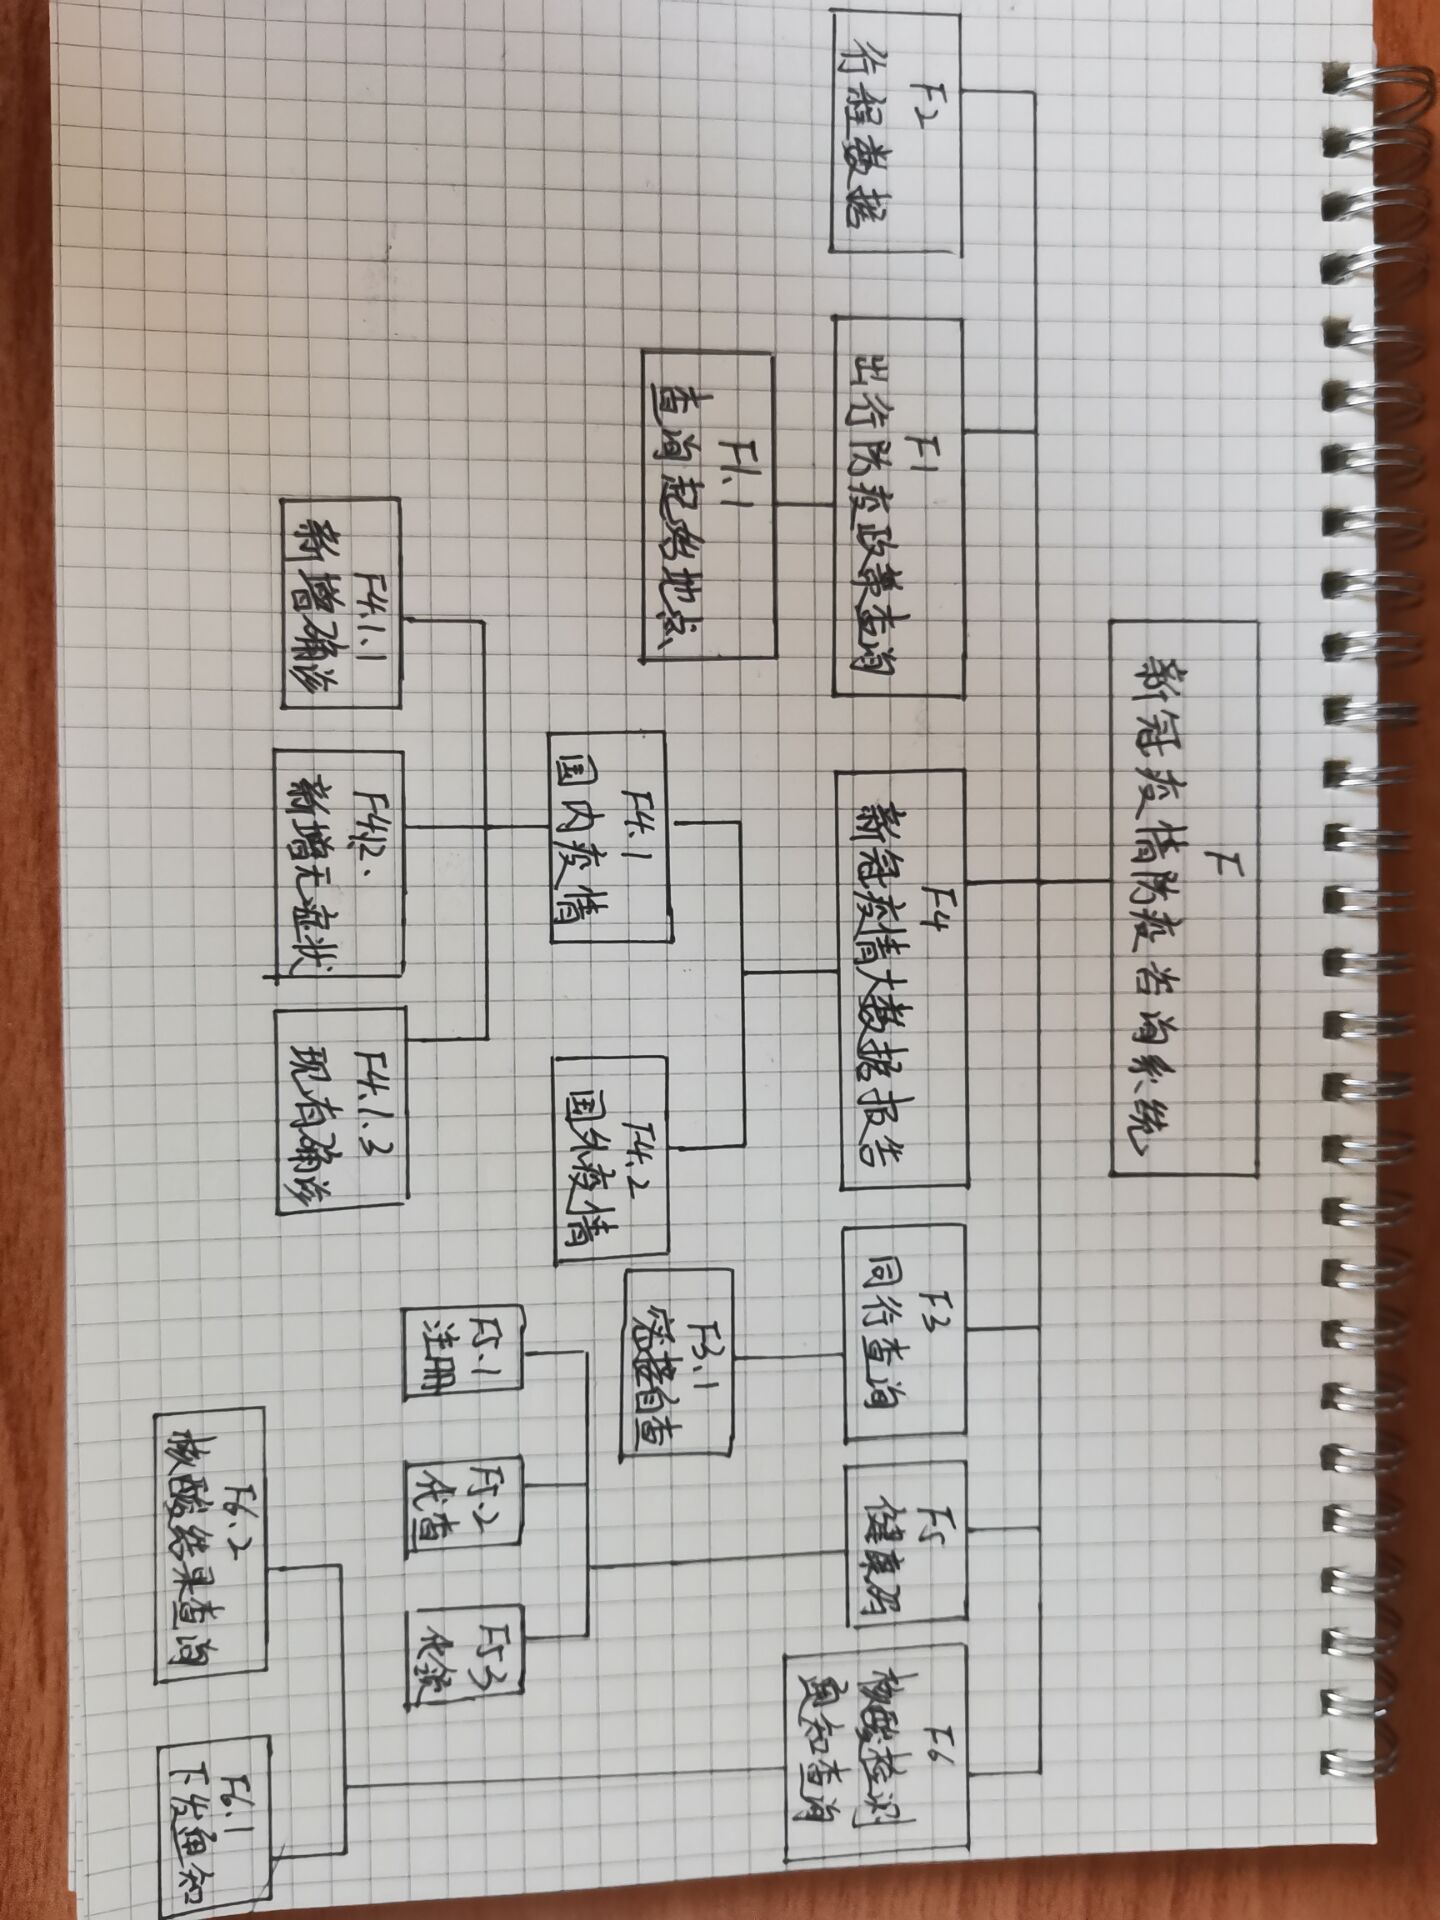 F
新冠疫情防疫咨询系统
F2
行程数据
F1
出行防疫政策查询
F4
新冠疫情大数据报告
F3
同行查询
F5
健康码
F6
核酸检测
通知查询
F1.1
查询起始地点
F4.1
国内疫情
F4.2
国外疫情
F3.1
密接自查
F4.1.1
新增确诊
F4.1.2.
新增无症状
F4.1.3
现有确诊
F5.1
注册
F5.2
代查
F5.3
代领
F6.2
核酸结果查询
F6.1
下发通知